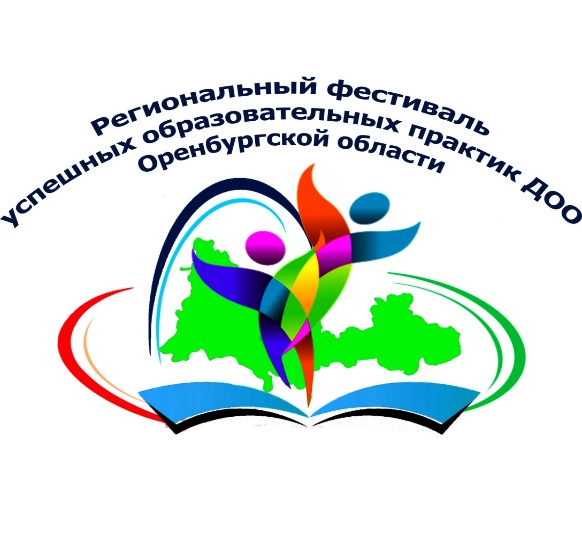 Региональный фестиваль
успешных образовательных практик ДОО
Оренбургской области